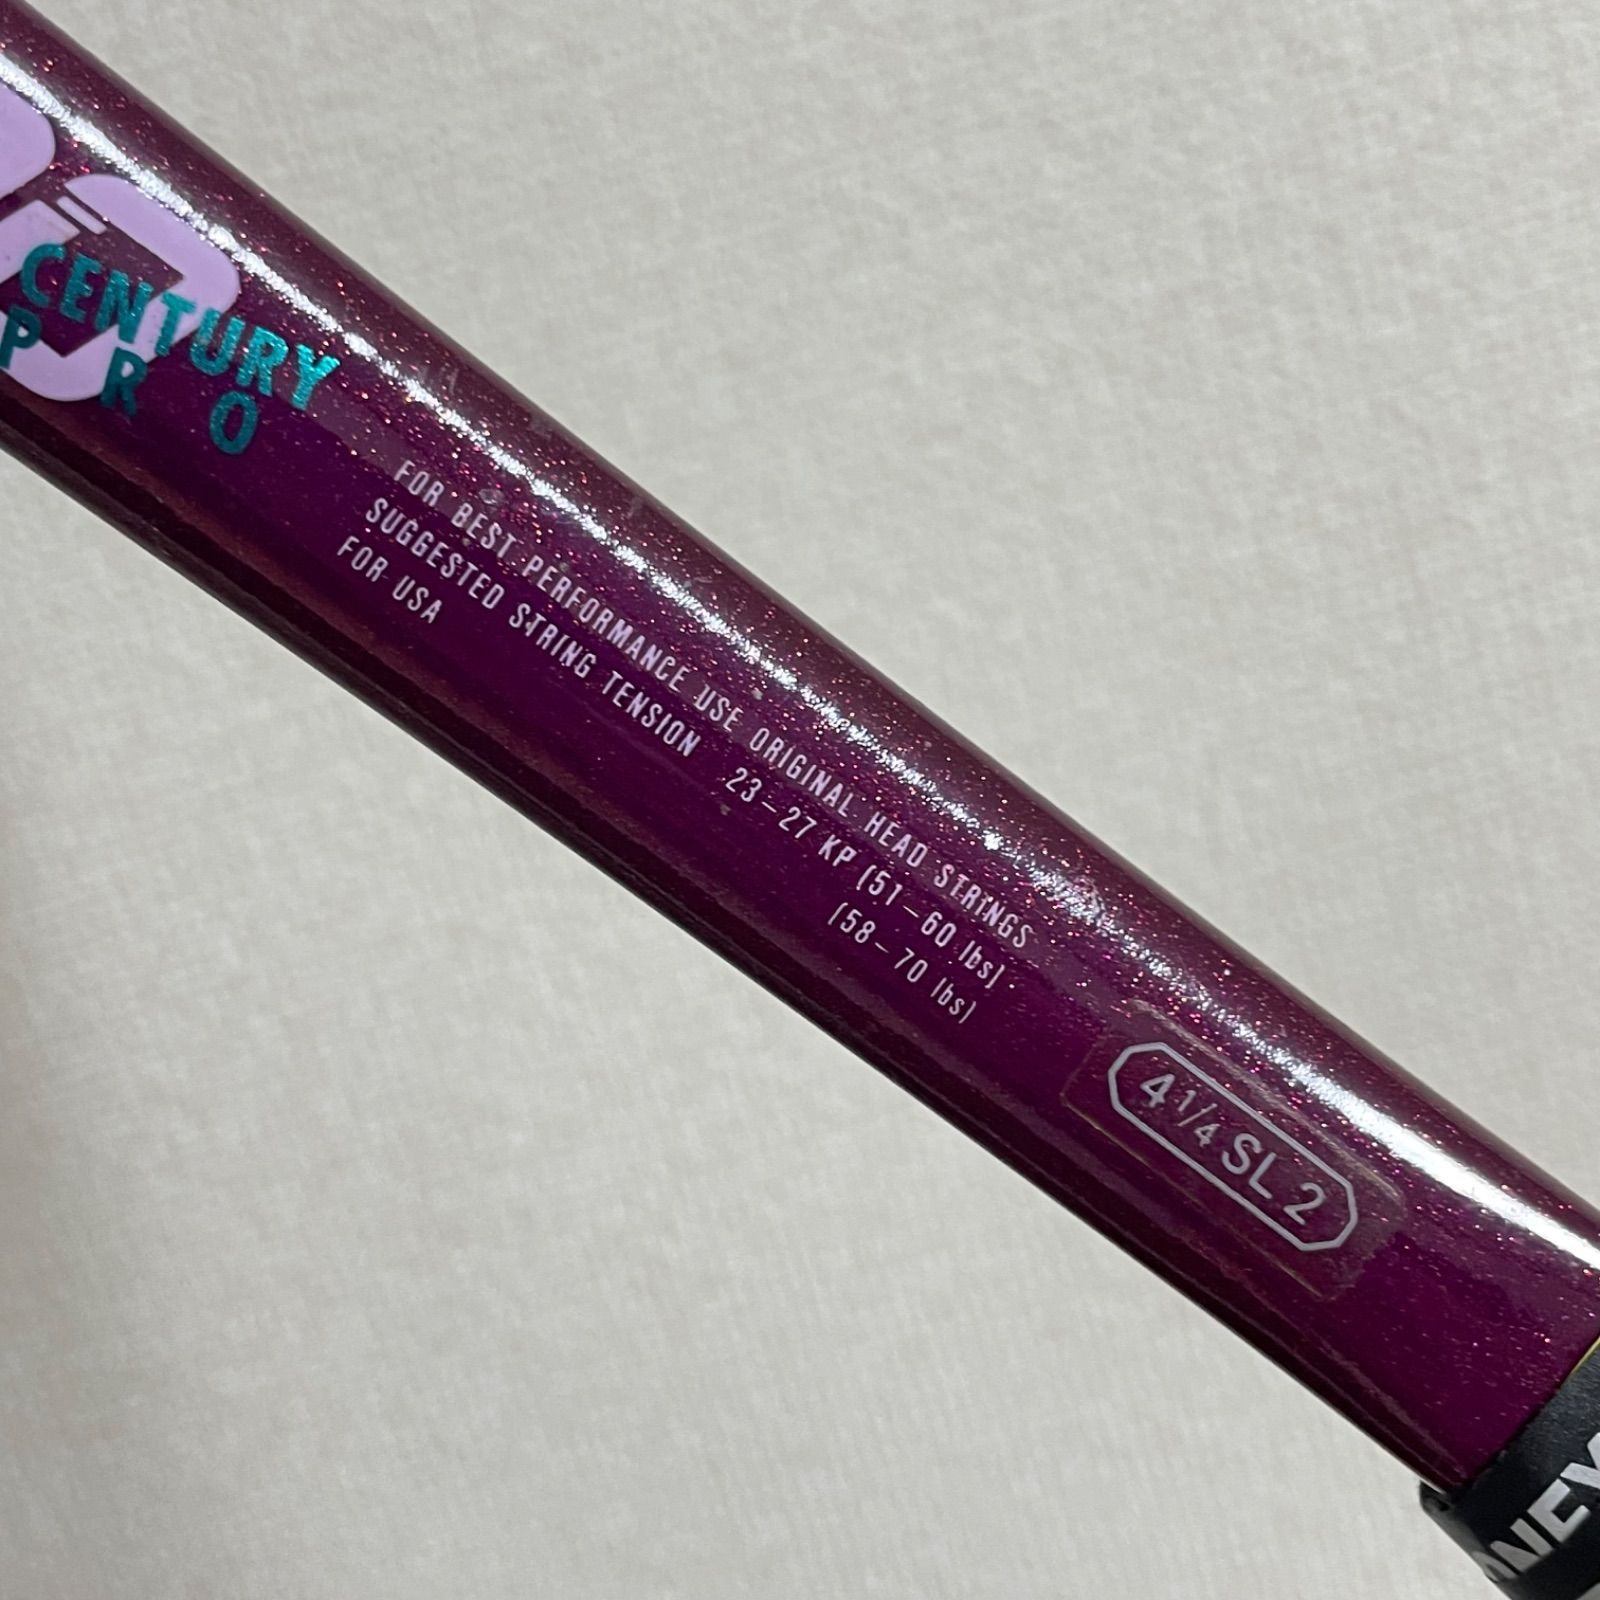 CENTURY
PRO
FOR BEST PERFORMANCE USE ORIGINAL HEAD STRINGS
SUGGESTED STRING TENSION 23-27 KP (51-60 lbs)
FOR USA (58-70 lbs)
4 1/4 SL 2